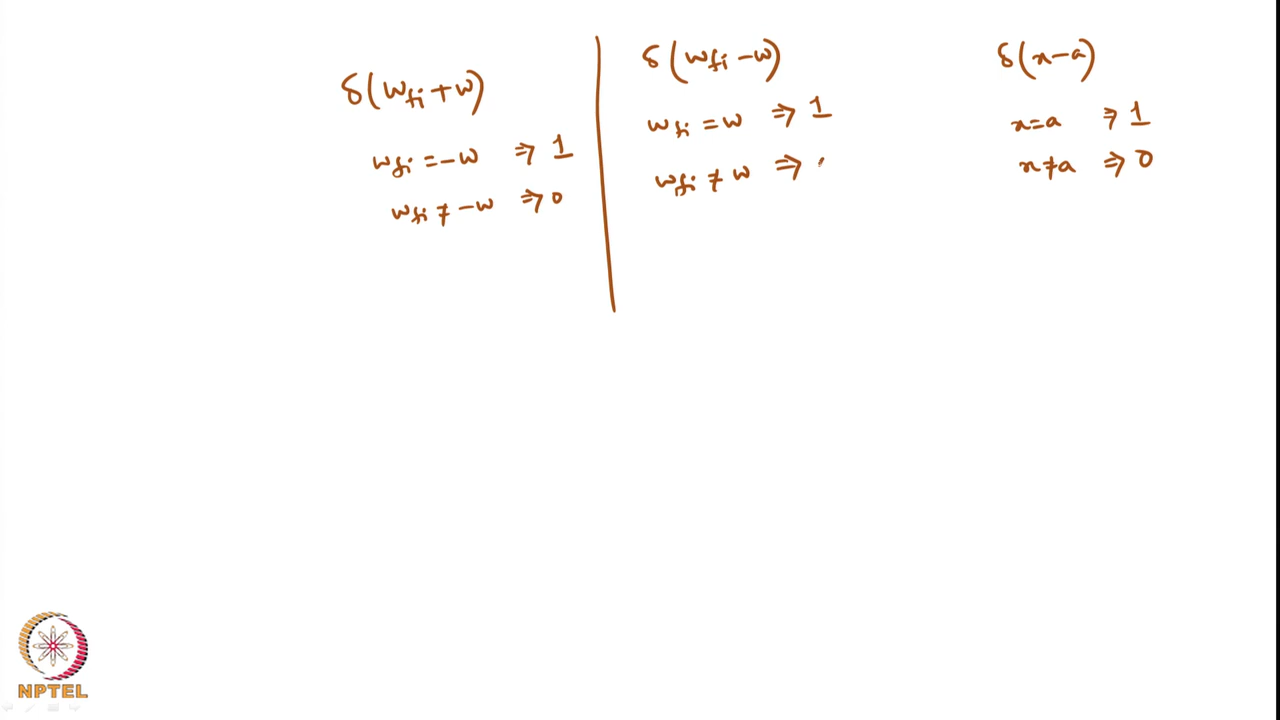 δ(ωfi+ω)
ωfi = -ω ⇒ 1
ωfi ≠ -ω ⇒ 0
δ(ωfi -ω)
ωfi = ω ⇒ 1
ωfi ≠ ω ⇒
δ(x-a)
x=a ⇒ 1
x≠a ⇒ 0
NPTEL